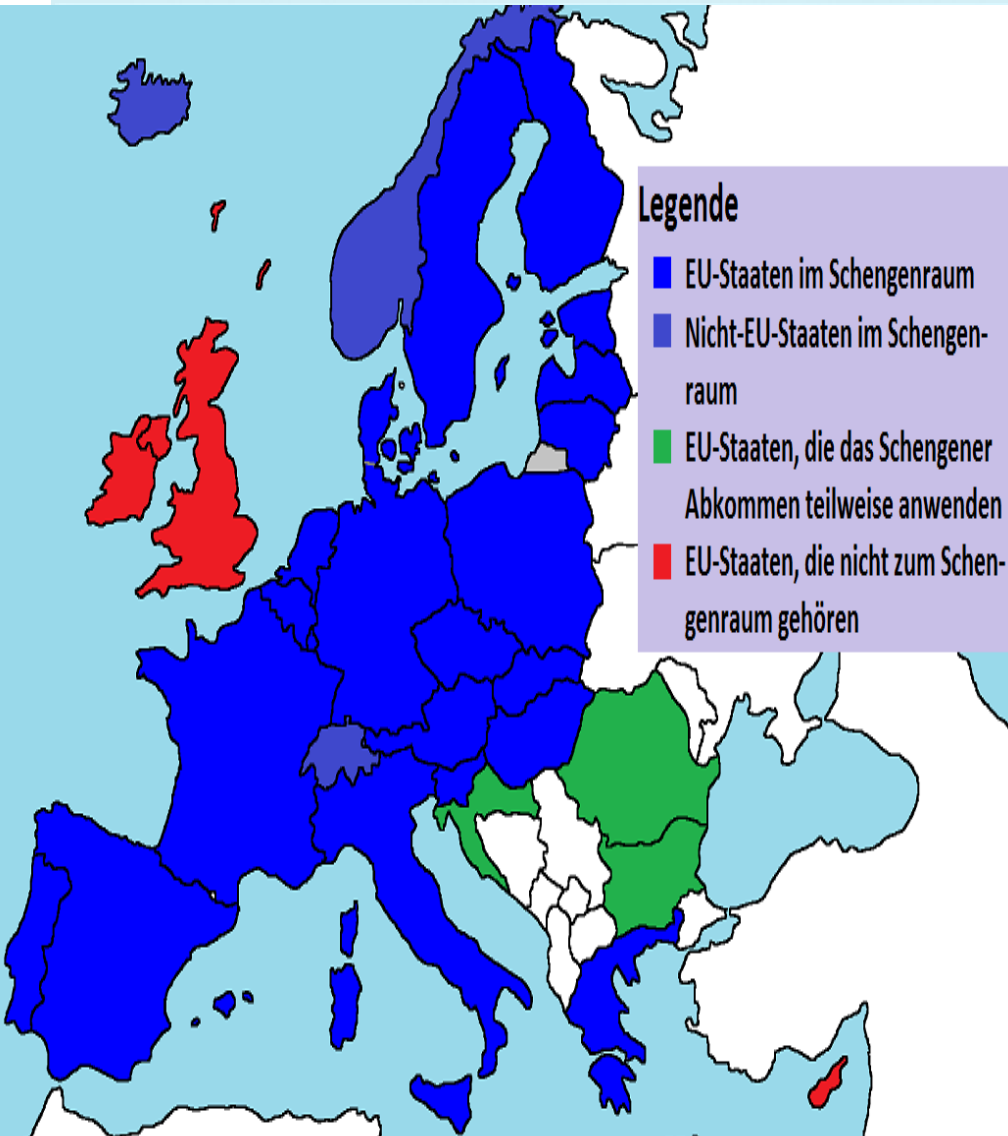 Legende
EU-Staaten im Schengenraum
Nicht-EU-Staaten im Schengen-
raum
EU-Staaten, die das Schengener
Abkommen teilweise anwenden
EU-Staaten, die nicht zum Schen-
genraum gehören